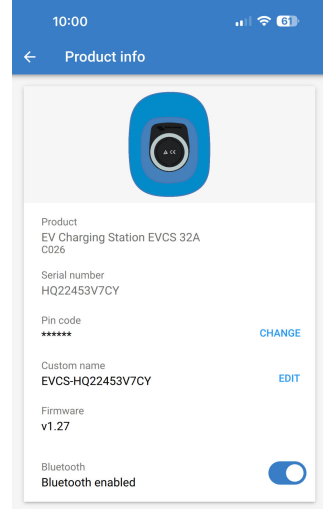 10:00
61
Product info
Product
EV Charging Station EVCS 32A
C026
Serial number
HQ22453V7CY
Pin code
******
CHANGE
Custom name
EVCS-HQ22453V7CY
EDIT
Firmware
v1.27
Bluetooth
Bluetooth enabled